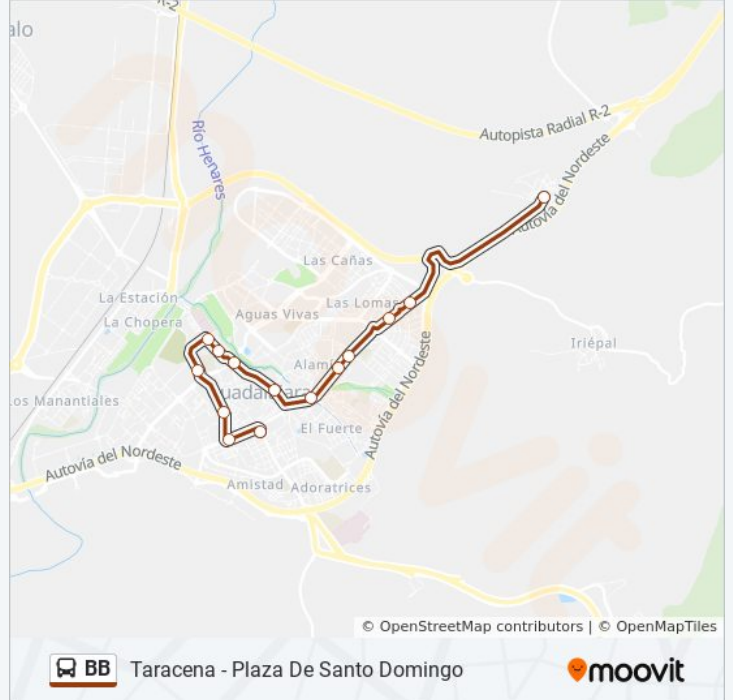 R-2
alo
Autopista Radial R-2
Río Henares
Autovía del Nordeste
Las Cañas
La Estación
Las Lomas
La Chopera
Aguas Vivas
Iriépal
Alamí
Guadalajara
Los Manantiales
Autovía del Nordeste
El Fuerte
Autovía del Nordeste
Amistad
Adoratrices
© OpenStreetMap contributors | © OpenMapTiles
BB Taracena - Plaza De Santo Domingo
moovit